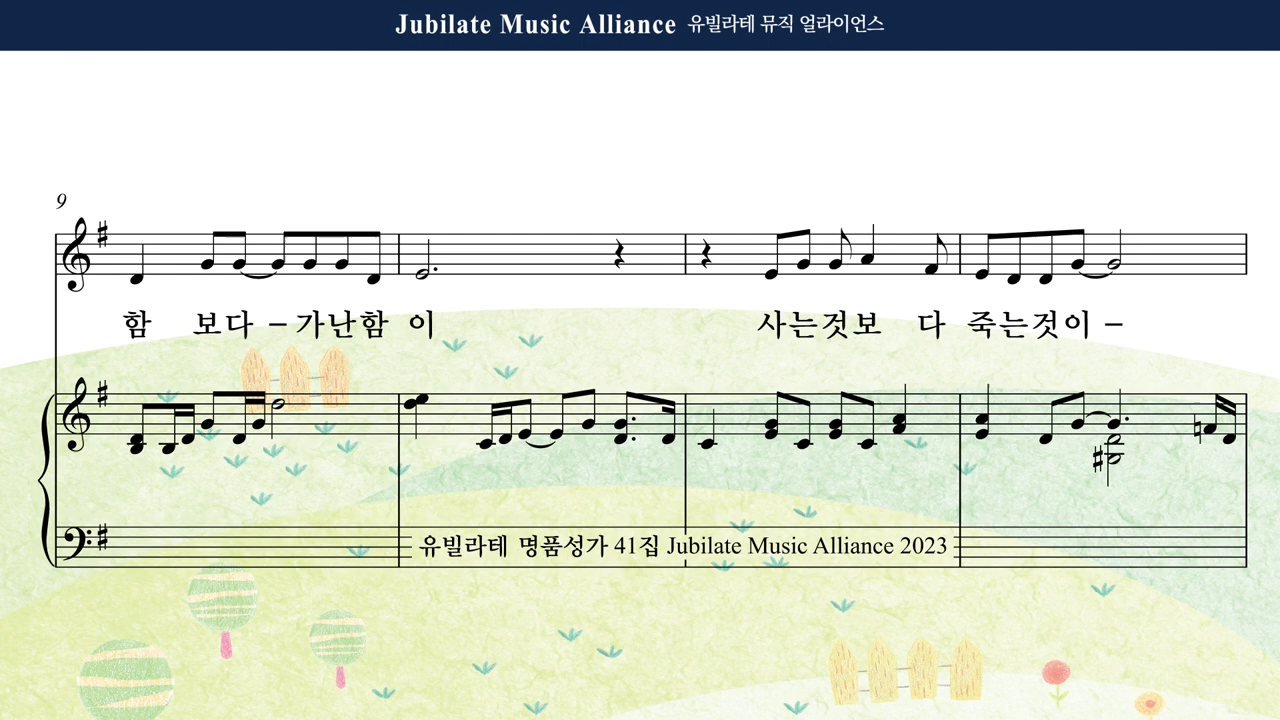 Jubilate Music Alliance 유빌라테 뮤직 얼라이언스
9
함 보다 – 가난함 이 사는것보 다 죽는것이 –
유빌라테 명품성가 41집 Jubilate Music Alliance 2023